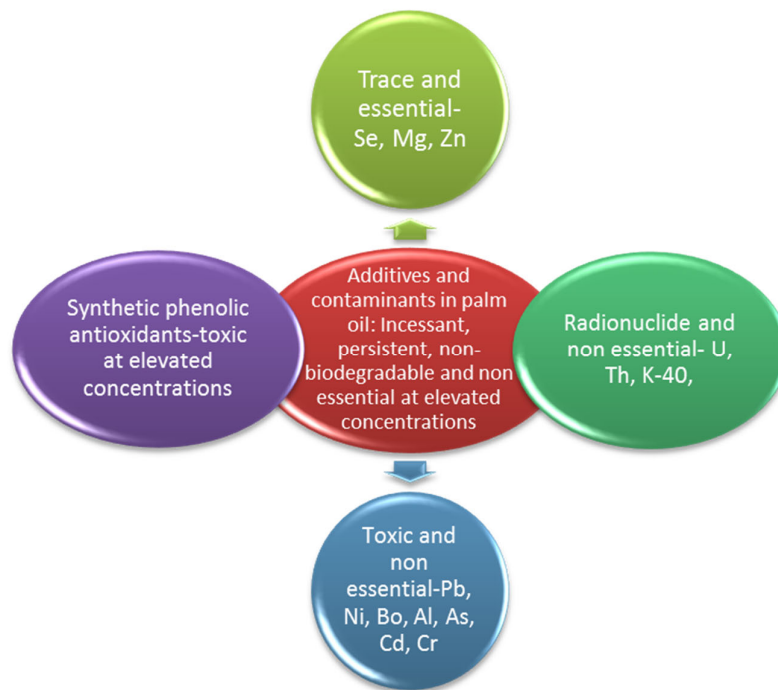 Trace and
essential-
Se, Mg, Zn
Synthetic phenolic
antioxidants-toxic
at elevated
concentrations
Additives and
contaminants in palm
oil: Incessant,
persistent, non-
biodegradable and non
essential at elevated
concentrations
Radionuclide and
non essential- U,
Th, K-40,
Toxic and
non
essential-Pb,
Ni, Bo, Al, As,
Cd, Cr